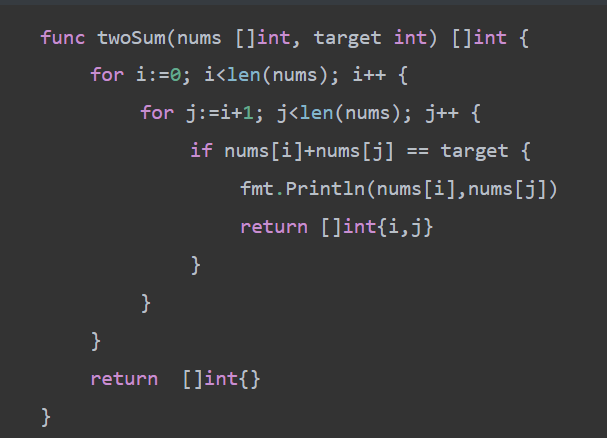 func twoSum(nums []int, target int) []int {
    for i:=0; i<len(nums); i++ {
        for j:=i+1; j<len(nums); j++ {
            if nums[i]+nums[j] == target {
                fmt.Println(nums[i],nums[j])
                return []int{i,j}
            }
        }
    }
    return  []int{}
}